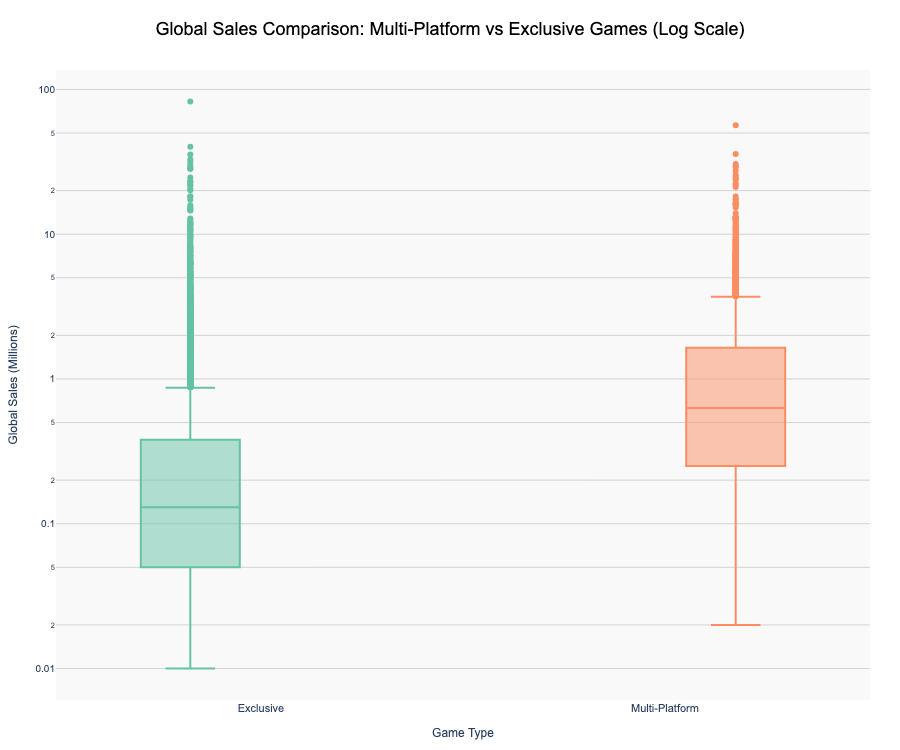 Global Sales Comparison: Multi-Platform vs Exclusive Games (Log Scale)
100
5
2
10
5
2
1
5
2
0.1
5
2
0.01
Global Sales (Millions)
Exclusive
Multi-Platform
Game Type